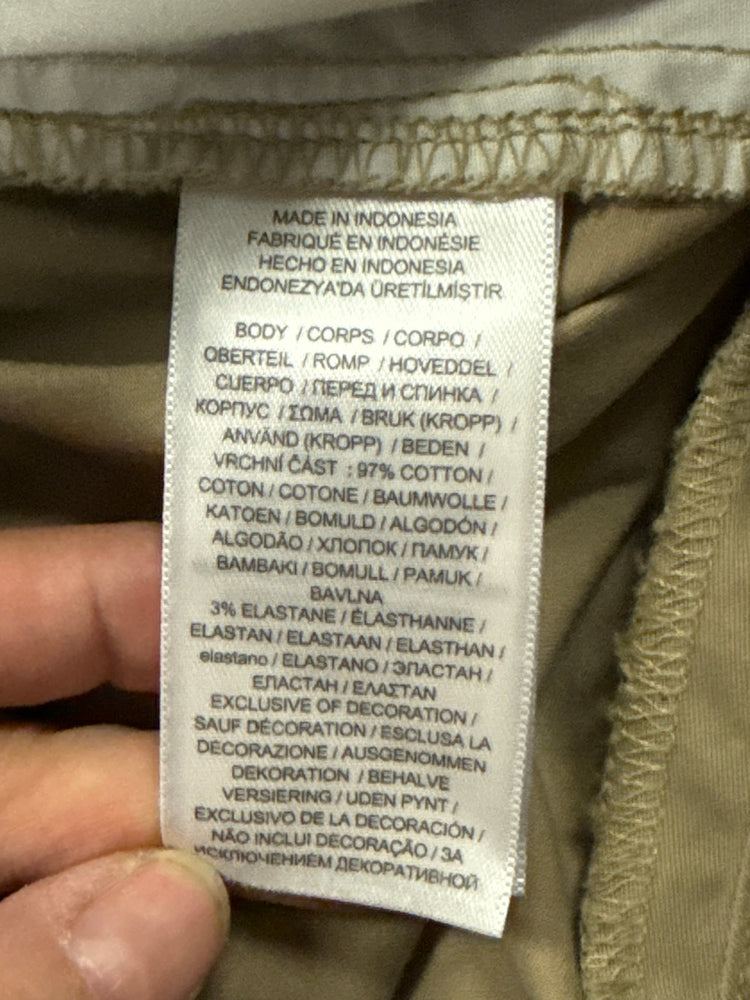 MADE IN INDONESIA
FABRIQUÉ EN INDONÉSIE
HECHO EN INDONESIA
ENDONEZYA'DA ÜRETİLMİŞTİR
BODY / CORPS / CORPO /
OBERTEIL / ROMP / HOVEDDEL /
CUERPO / ПЕРЕД И СПИНКА /
КОРПУС / ΣΩΜΑ / BRUK (KROPP) /
ANVÄND (KROPP) / BEDEN /
VRCHNÍ ČÁST : 97% COTTON /
COTON / COTONE / BAUMWOLLE /
KATOEN / BOMULD / ALGODÓN /
ALGODÃO / ХЛОПОК / ПАМУК /
BAMBAKI / BOMULL / PAMUK /
BAVLNA
3% ELASTANE / ÉLASTHANNE /
ELASTAN / ELASTAAN / ELASTHAN /
elastano / ELASTANO / ЭЛАСТАН /
ЕЛАСТАН / ΕΛΑΣΤΑΝ
EXCLUSIVE OF DECORATION /
SAUF DÉCORATION / ESCLUSA LA
DECORAZIONE / AUSGENOMMEN
DEKORATION / BEHALVE
VERSIERING / UDEN PYNT /
EXCLUSIVO DE LA DECORACIÓN /
NÃO INCLUI DECORAÇÃO / ЗА
ИСКЛЮЧЕНИЕМ ДЕКОРАТИВНОЙ